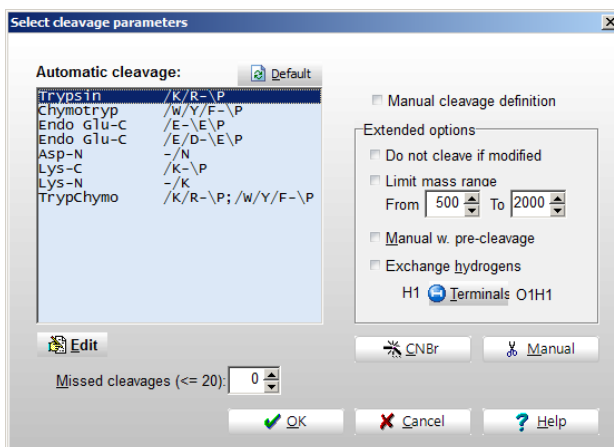 Select cleavage parameters
Automatic cleavage: Default
Trypsin /K/R-\P
Chymotryp /W/Y/F-\P
Endo Glu-C /E-\E\P
Endo Glu-C /E/D-\E\P
Asp-N -/N
Lys-C /K-\P
Lys-N -/K
TrypChymo /K/R-\P;/W/Y/F-\P
Edit
Missed cleavages (<= 20): 0
Manual cleavage definition
Extended options
Do not cleave if modified
Limit mass range
From 500 To 2000
Manual w. pre-cleavage
Exchange hydrogens
H1 Terminals O1H1
CNBr Manual
OK Cancel Help